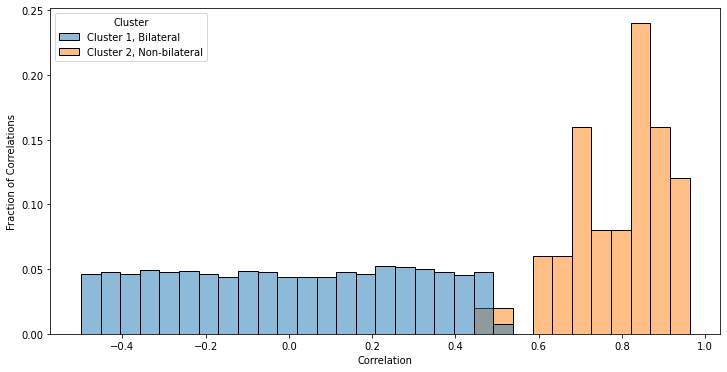 Cluster
Cluster 1, Bilateral
Cluster 2, Non-bilateral
Fraction of Correlations
0.25
0.20
0.15
0.10
0.05
0.00
−0.4 −0.2 0.0 0.2 0.4 0.6 0.8 1.0
Correlation